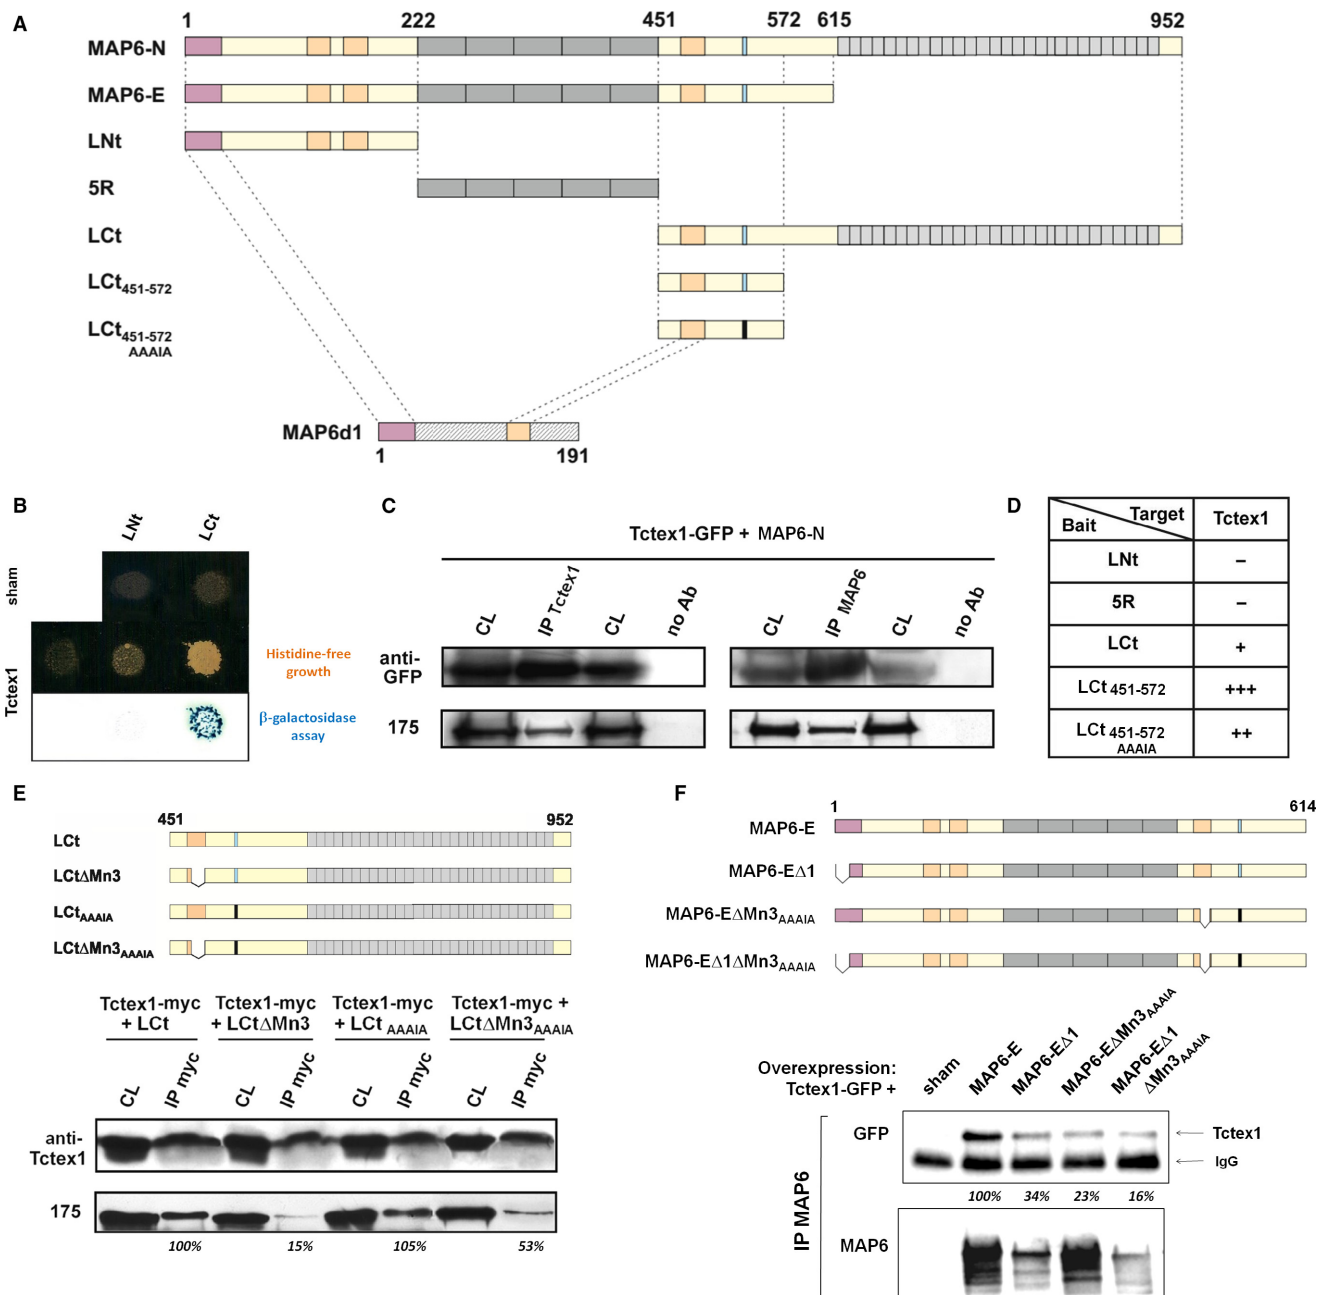 A
1 222 451 572 615 952
MAP6-N
MAP6-E
LNt
5R
LCt
LCt451-572
LCt451-572
AAAIA
MAP6d1
1 191
B
LNt LCt
sham
Tctex1
Histidine-free
growth
β-galactosidase
assay
C
Tctex1-GFP + MAP6-N
CL IP Tctex1 CL no Ab CL IP MAP6 CL no Ab
anti-
GFP
175
D
Target
Bait
Tctex1
LNt –
5R –
LCt +
LCt 451-572 +++
LCt 451-572 ++
AAAIA
E
451 952
LCt
LCtΔMn3
LCtAAAIA
LCtΔMn3AAAIA
Tctex1-myc + LCt
Tctex1-myc + LCtΔMn3
Tctex1-myc + LCt AAAIA
Tctex1-myc + LCtΔMn3AAAIA
CL IP myc CL IP myc CL IP myc CL IP myc
anti-
Tctex1
175
100% 15% 105% 53%
F
1 614
MAP6-E
MAP6-EΔ1
MAP6-EΔMn3AAAIA
MAP6-EΔ1ΔMn3AAAIA
Overexpression:
Tctex1-GFP +
sham
MAP6-E
MAP6-EΔ1
MAP6-EΔMn3AAAIA
MAP6-EΔ1
ΔMn3AAAIA
IP MAP6
GFP
Tctex1
IgG
100% 34% 23% 16%
MAP6